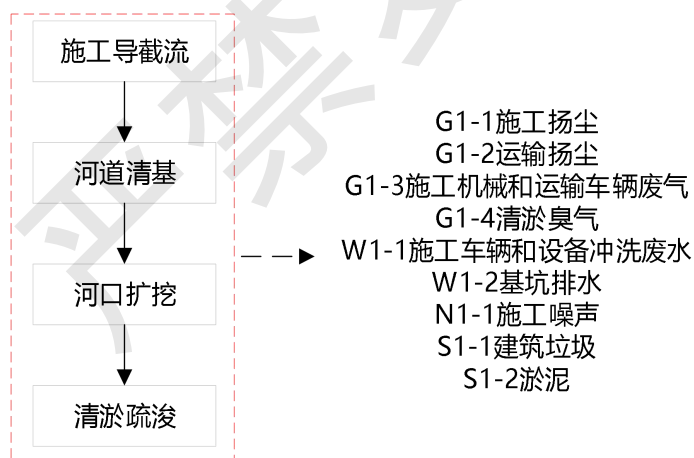 施工导截流
河道清基
河口扩挖
清淤疏浚
G1-1施工扬尘
G1-2运输扬尘
G1-3施工机械和运输车辆废气
G1-4清淤臭气
W1-1施工车辆和设备冲洗废水
W1-2基坑排水
N1-1施工噪声
S1-1建筑垃圾
S1-2淤泥
严禁